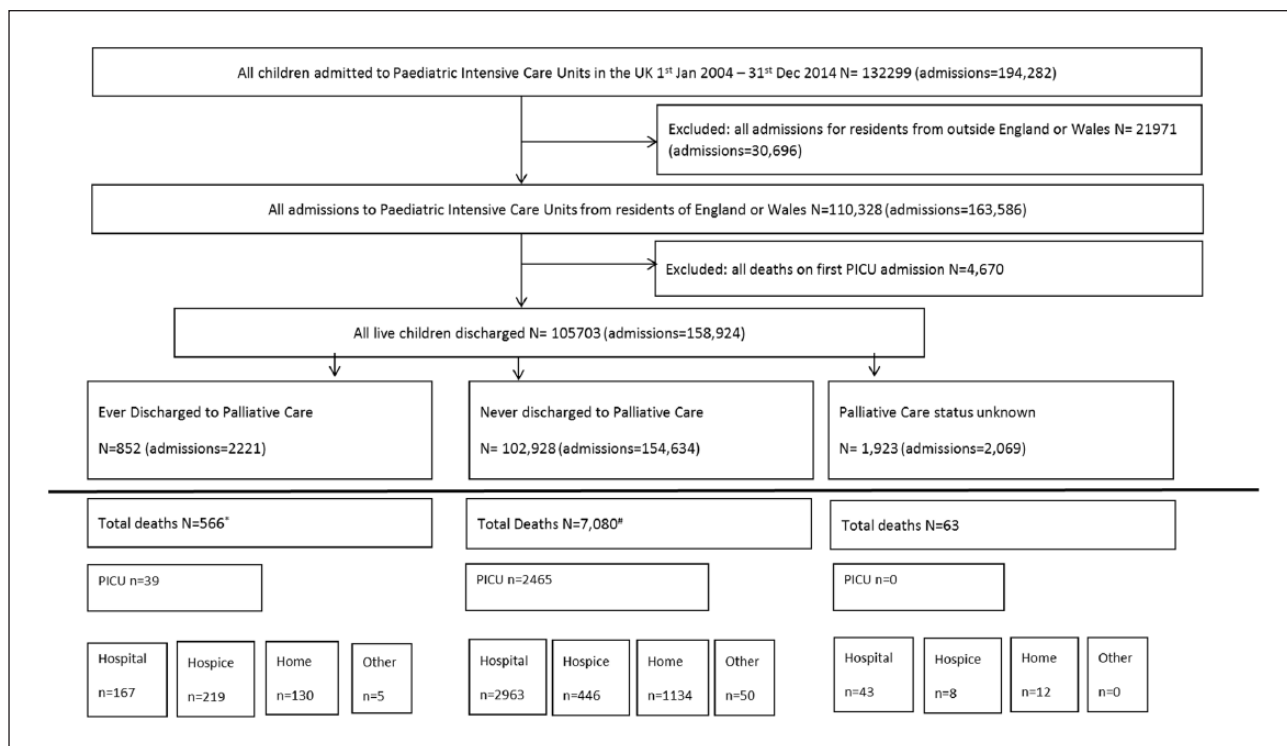 All children admitted to Paediatric Intensive Care Units in the UK 1st Jan 2004 – 31st Dec 2014 N= 132299 (admissions=194,282)
Excluded: all admissions for residents from outside England or Wales N= 21971
(admissions=30,696)
All admissions to Paediatric Intensive Care Units from residents of England or Wales N=110,328 (admissions=163,586)
Excluded: all deaths on first PICU admission N=4,670
All live children discharged N= 105703 (admissions=158,924)
Ever Discharged to Palliative Care
N=852 (admissions=2221)
Never discharged to Palliative Care
N= 102,928 (admissions=154,634)
Palliative Care status unknown
N= 1,923 (admissions=2,069)
Total deaths N=566*
Total Deaths N=7,080#
Total deaths N=63
PICU n=39
PICU n=2465
PICU n=0
Hospital
n=167
Hospice
n=219
Home
n=130
Other
n=5
Hospital
n=2963
Hospice
n=446
Home
n=1134
Other
n=50
Hospital
n=43
Hospice
n=8
Home
n=12
Other
n=0